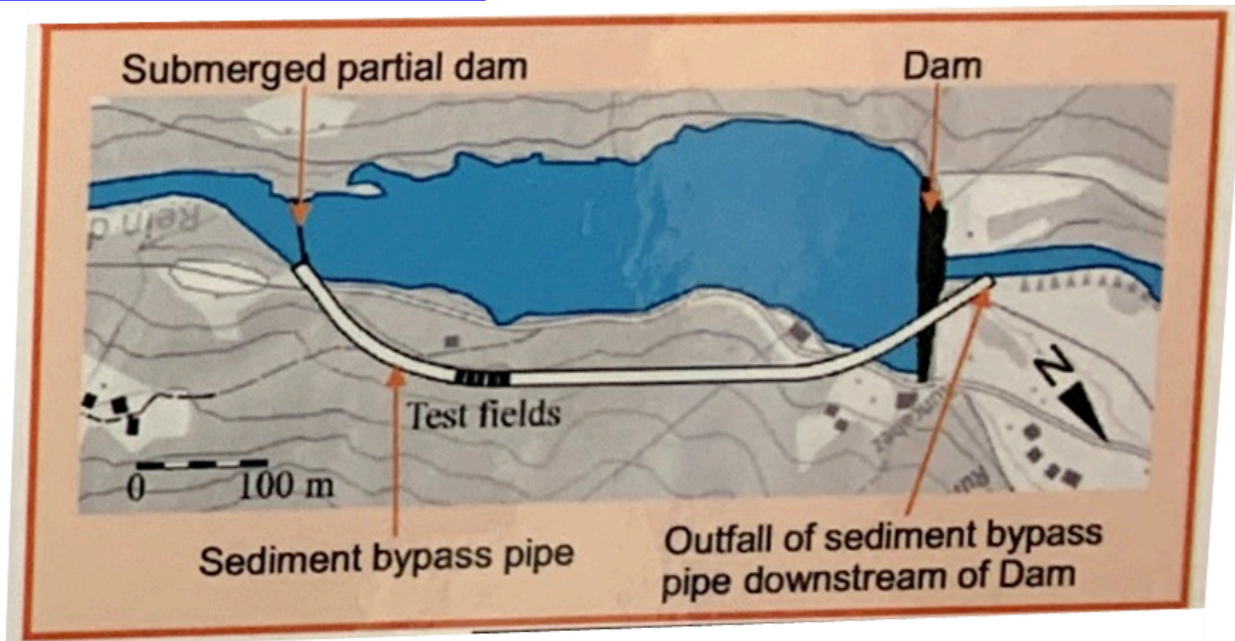 Submerged partial dam
Dam
Rein d
N
Test fields
0 100 m
Sediment bypass pipe
Outfall of sediment bypass
pipe downstream of Dam